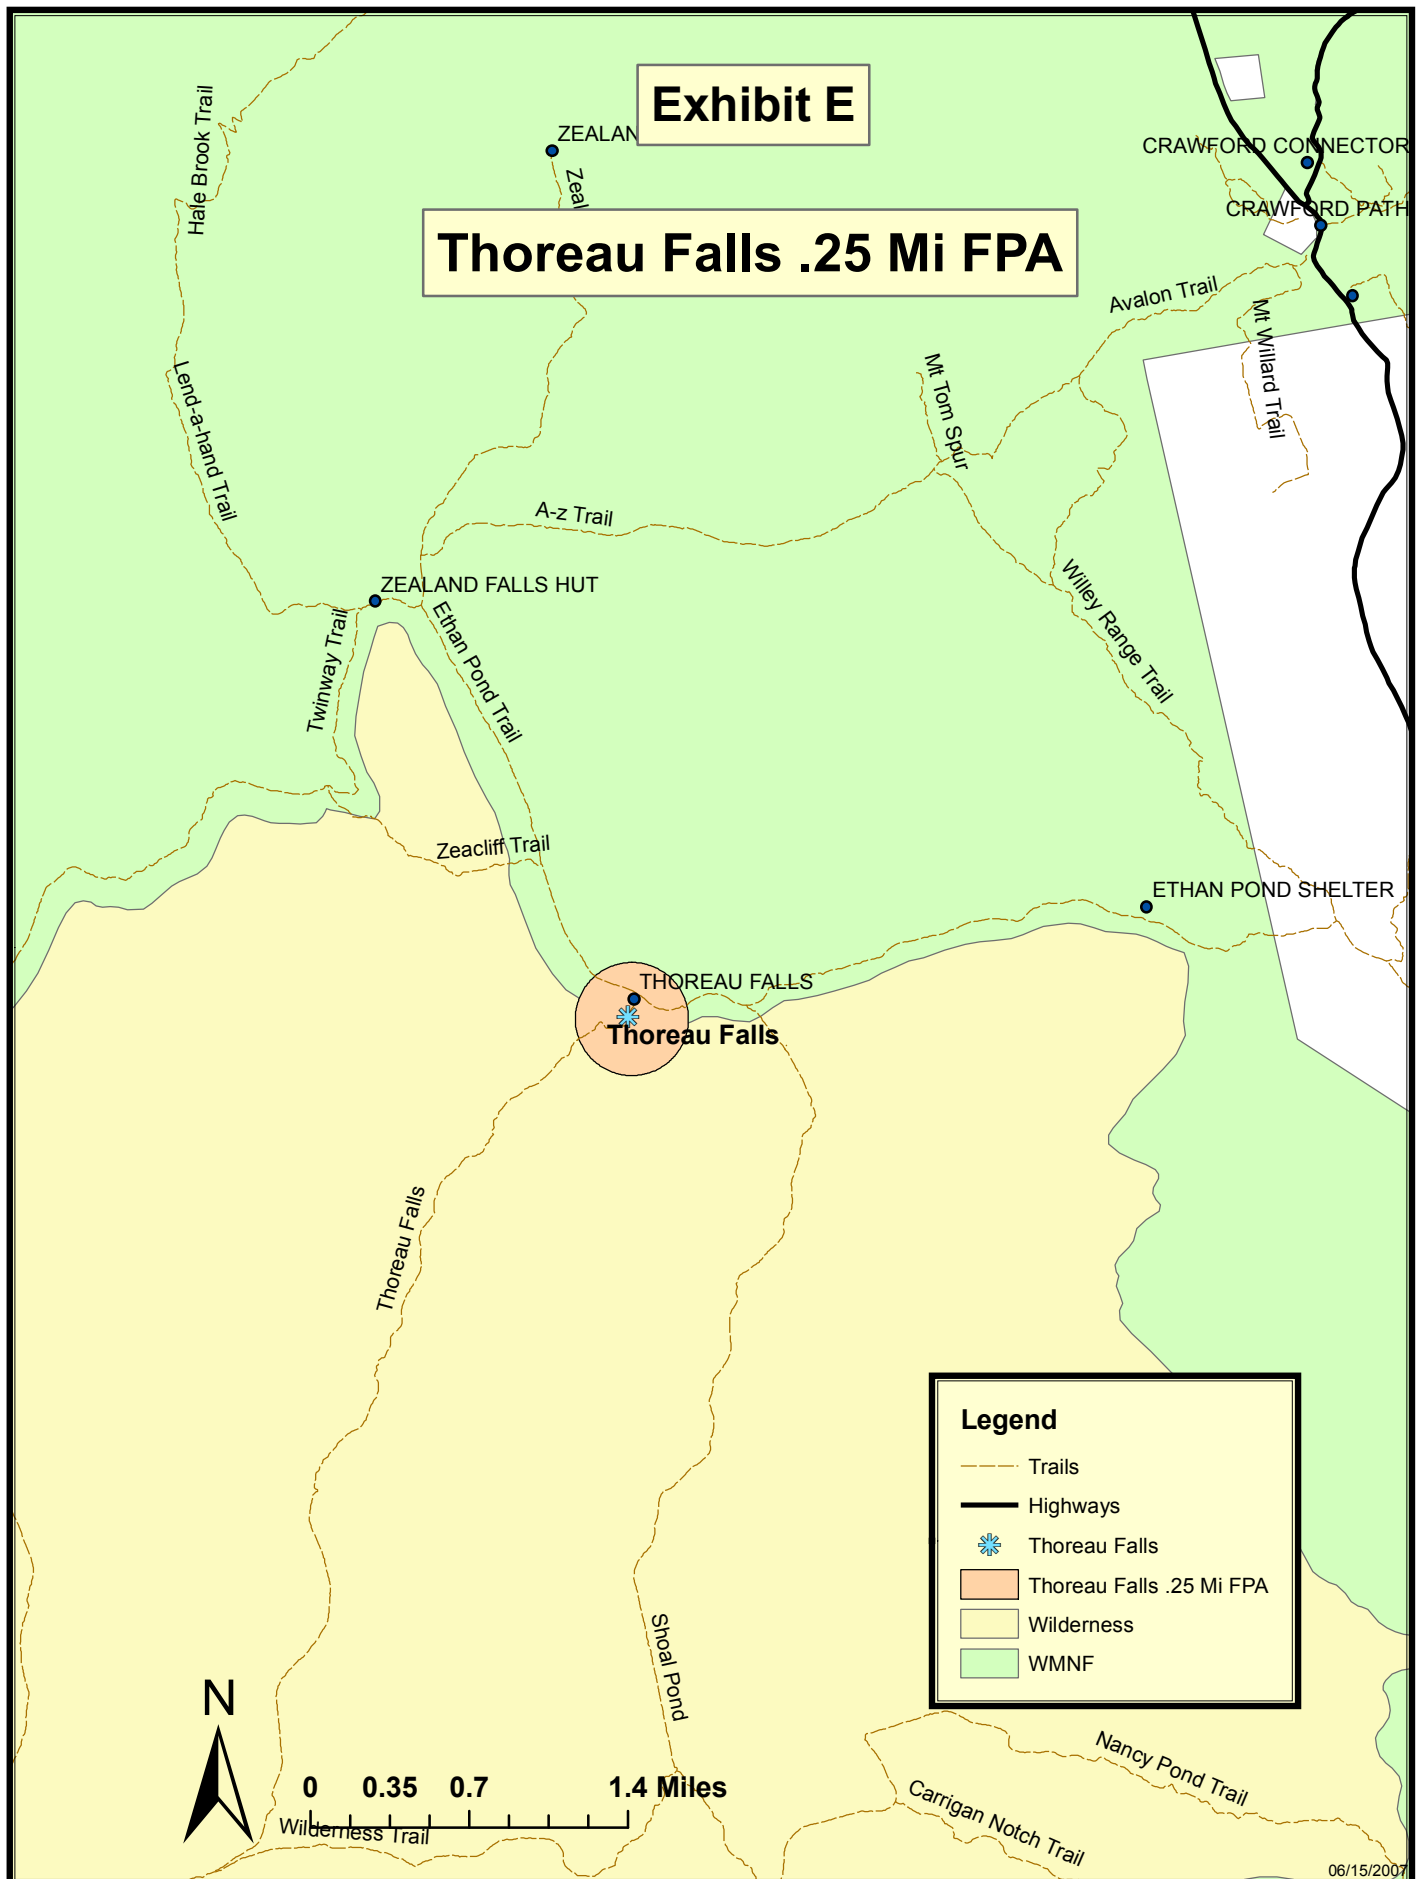 Exhibit E
Hale Brook Trail
ZEALAN
CRAWFORD CONNECTOR
Zeal
CRAWFORD PATH
Thoreau Falls .25 Mi FPA
Avalon Trail
Mt Willard Trail
Mt Tom Spur
Lend-a-hand Trail
A-z Trail
ZEALAND FALLS HUT
Willey Range Trail
Ethan Pond Trail
Twinway Trail
Zeacliff Trail
ETHAN POND SHELTER
THOREAU FALLS
Thoreau Falls
Thoreau Falls
Legend
Trails
Highways
Thoreau Falls
Thoreau Falls .25 Mi FPA
Wilderness
WMNF
Shoal Pond
N
Nancy Pond Trail
0 0.35 0.7 1.4 Miles
Carrigan Notch Trail
Wilderness Trail
06/15/2007